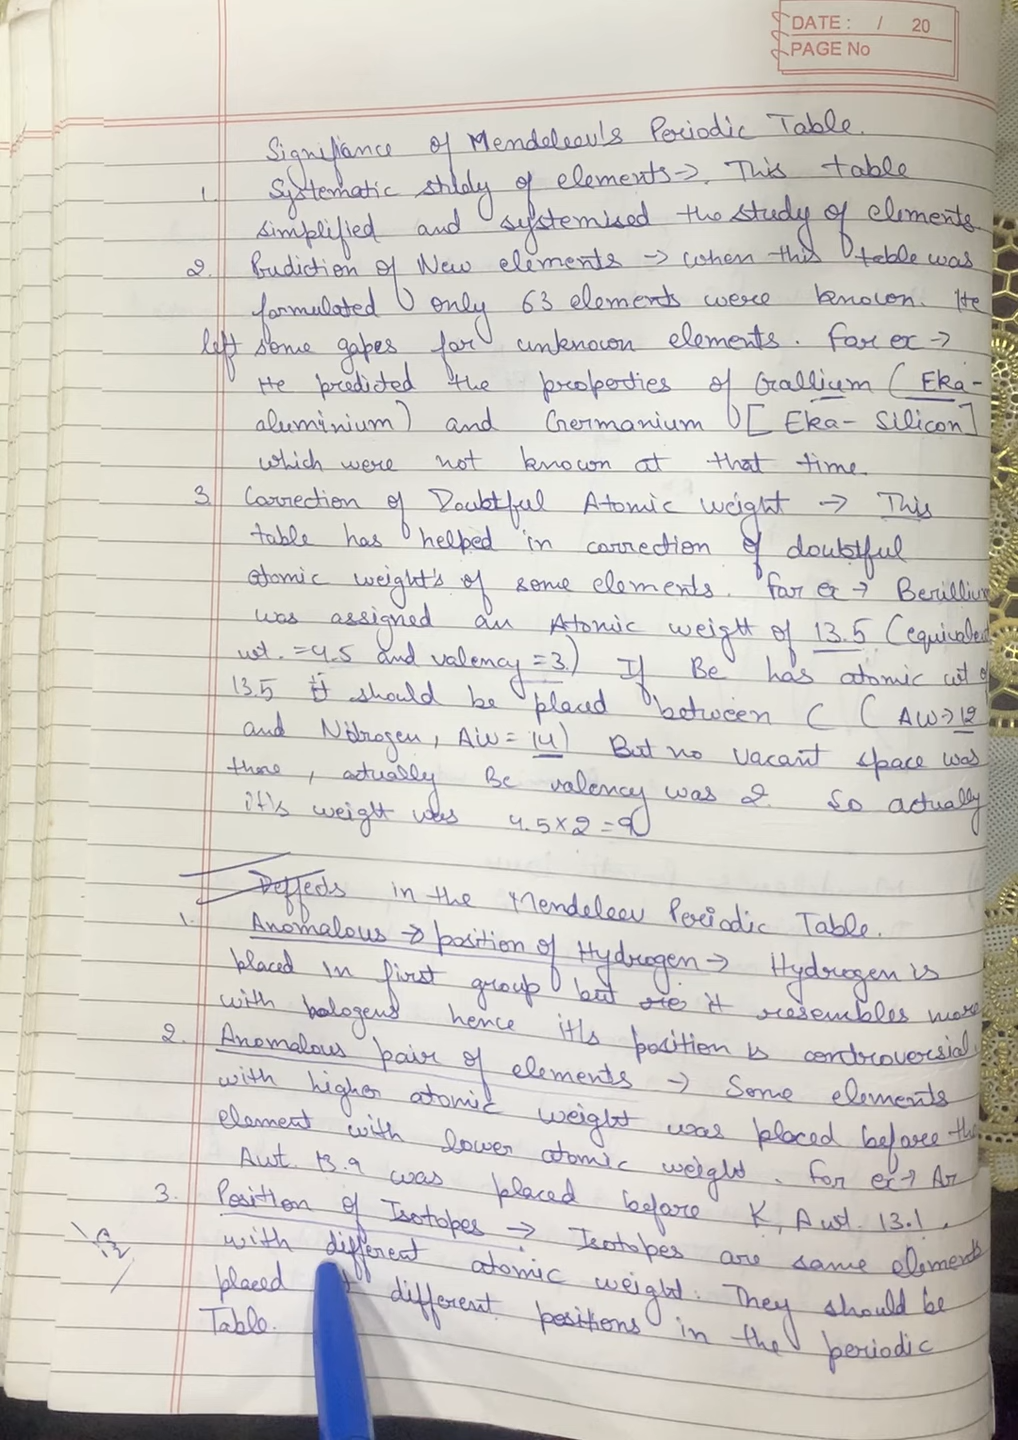 DATE : / 20
PAGE No
Signifiance of Mendeleev's Periodic Table.
1. Systematic study of elements → This table
simplified and systemised the study of elements
2. Prediction of New elements → when this table was
formulated only 63 elements were known. He
left some gapes for unknown elements. For ex →
He predicted the properties of Gallium (Eka-
aluminium) and Germanium [Eka- Silicon]
which were not known at that time.
3. Correction of Doubtful Atomic weight → This
table has helped in correction of doubtful
atomic weight's of some elements. For ex → Berillium
was assigned an Atomic weight of 13.5 (equivalent
wt. = 4.5 and valency = 3) If Be has atomic wt of
13.5 it should be placed between C (AW → 12
and Nitrogen, AW = 14) But no vacant space was
there, actually Be valency was 2. So actually
it's weight was 4.5 × 2 = 9
Deffects in the Mendeleev Periodic Table.
1. Anomalous → position of Hydrogen → Hydrogen is
placed in first group but it resembles more
with halogens hence it's position is controversial.
2. Anomalous pair of elements → Some elements
with higher atomic weight was placed before the
element with lower atomic weight. For ex → Ar
Awt. 13.9 was placed before K, Awt. 13.1.
3. Position of Isotopes → Isotopes are same elements
with different atomic weight. They should be
placed different positions in the periodic
Table.